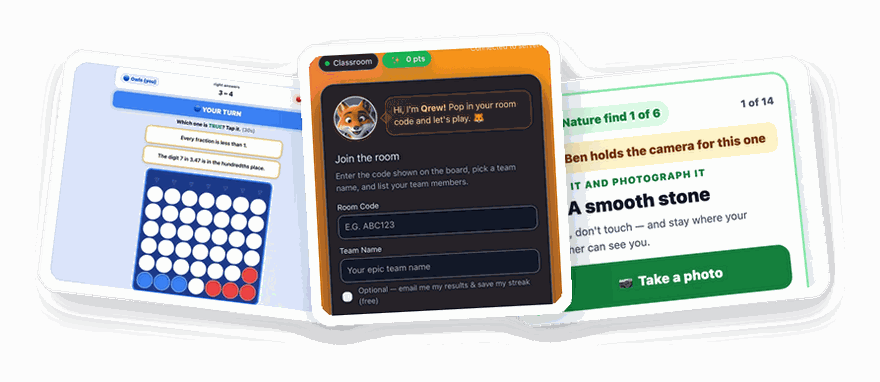 Owls (you)
right answers
3 – 4
YOUR TURN
Which one is TRUE? Tap it. (20s)
Every fraction is less than 1.
The digit 7 in 3.47 is in the hundredths place.
Classroom
0 pts
Hi, I'm Qrew! Pop in your room
code and let's play.
Join the room
Enter the code shown on the board, pick a team
name, and list your team members.
Room Code
E.G. ABC123
Team Name
Your epic team name
Optional — email me my results & save my streak
(free)
Nature find 1 of 6
1 of 14
Ben holds the camera for this one
IT AND PHOTOGRAPH IT
A smooth stone
, don't touch — and stay where your
her can see you.
Take a photo